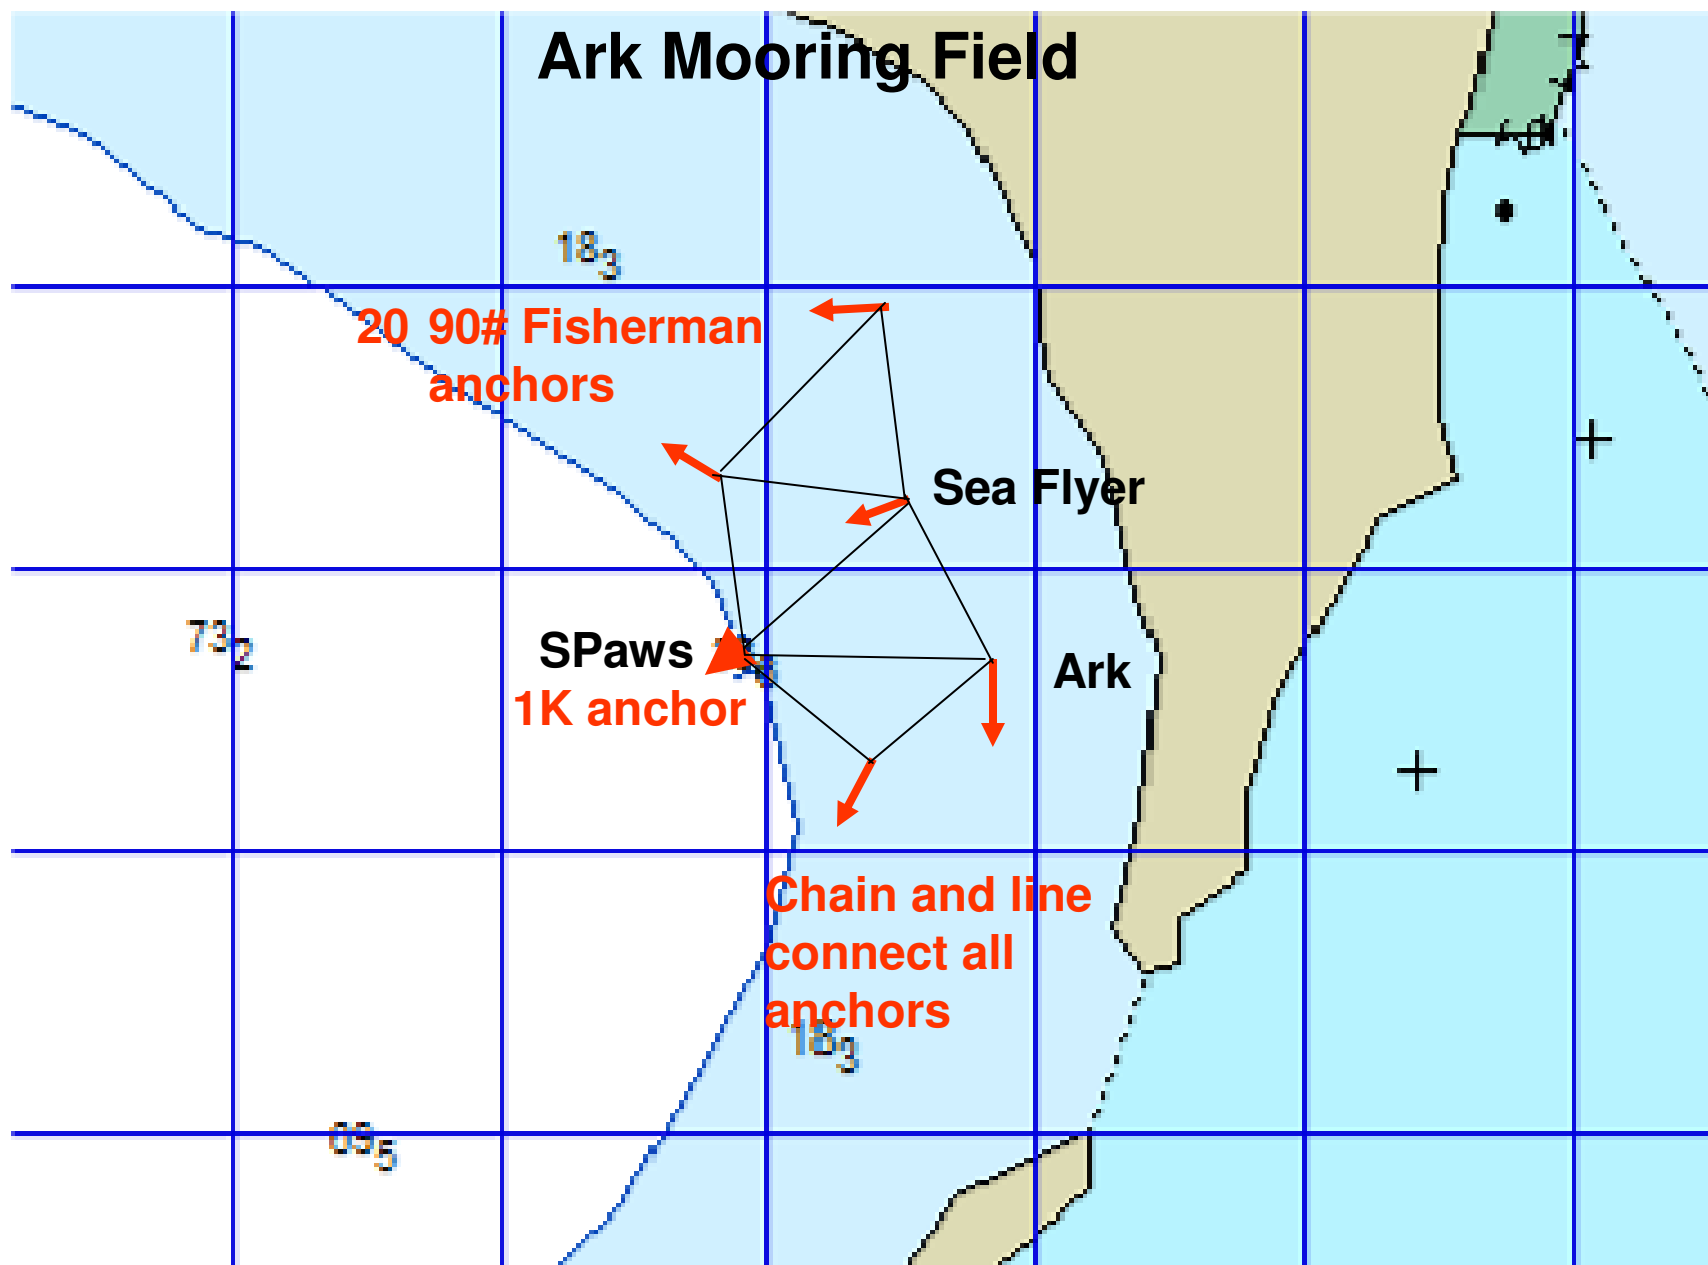 Ark Mooring Field
18₃
20 90# Fisherman
anchors
Sea Flyer
73₂
SPaws
Ark
1K anchor
Chain and line
connect all
anchors
18₃